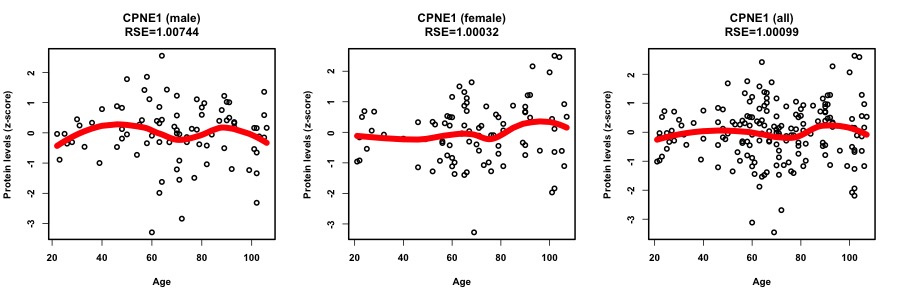 CPNE1 (male)
RSE=1.00744
Protein levels (z-score)
2
1
0
-1
-2
-3
20 40 60 80 100
Age
CPNE1 (female)
RSE=1.00032
Protein levels (z-score)
2
1
0
-1
-2
-3
20 40 60 80 100
Age
CPNE1 (all)
RSE=1.00099
Protein levels (z-score)
2
1
0
-1
-2
-3
20 40 60 80 100
Age